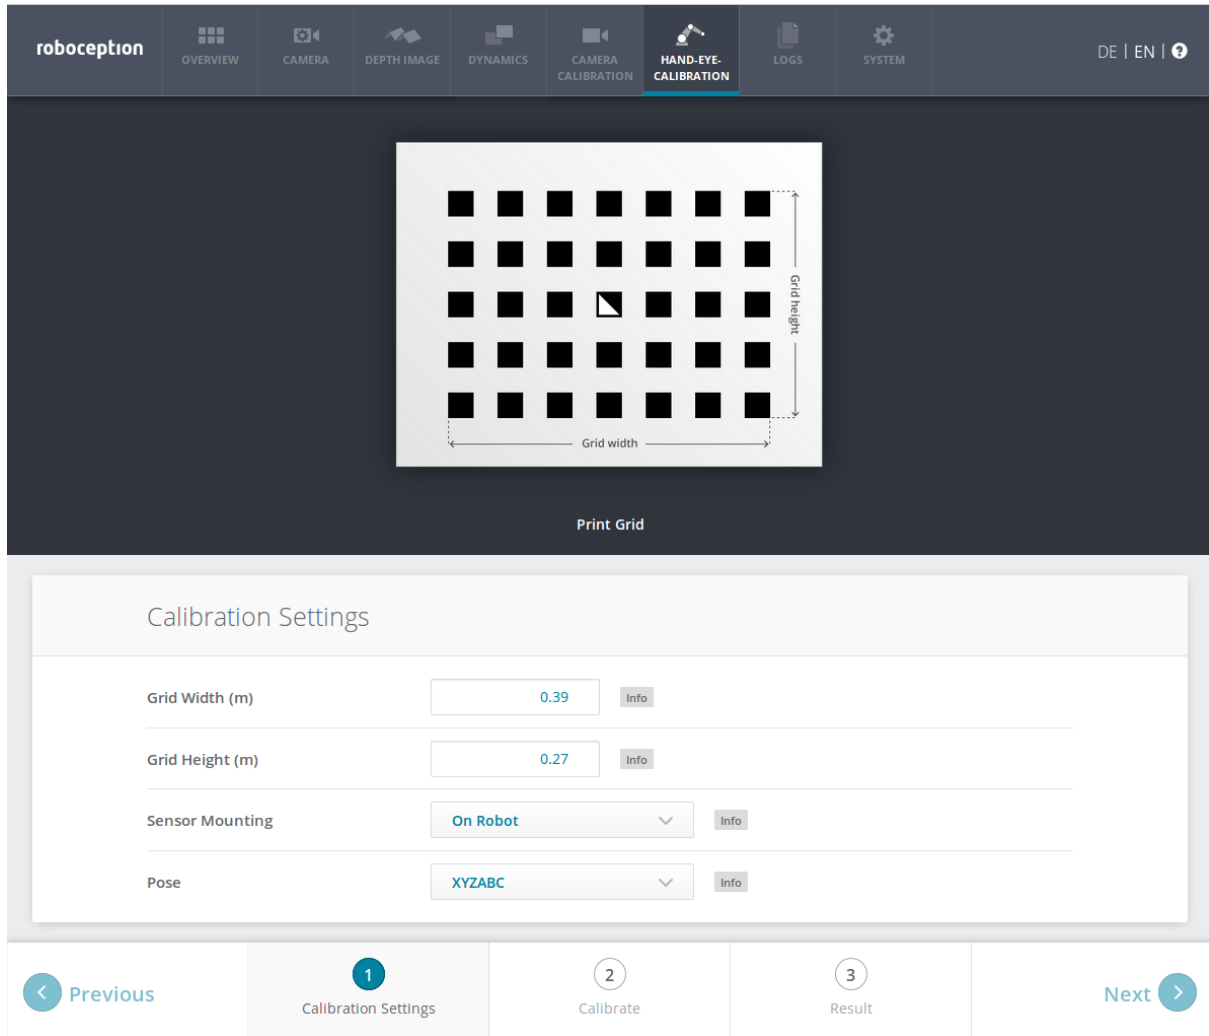 roboception
OVERVIEW
CAMERA
DEPTH IMAGE
DYNAMICS
CAMERA
CALIBRATION
HAND-EYE-
CALIBRATION
LOGS
SYSTEM
DE | EN | ?
Grid height
Grid width
Print Grid
Calibration Settings
Grid Width (m) 0.39 Info
Grid Height (m) 0.27 Info
Sensor Mounting On Robot Info
Pose XYZABC Info
Previous
1
Calibration Settings
2
Calibrate
3
Result
Next